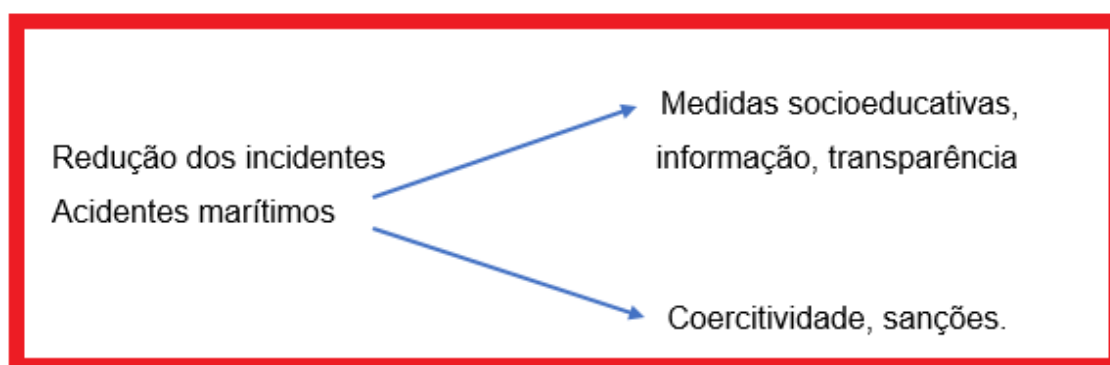 Redução dos incidentes
Acidentes marítimos
Medidas socioeducativas,
informação, transparência
Coercitividade, sanções.